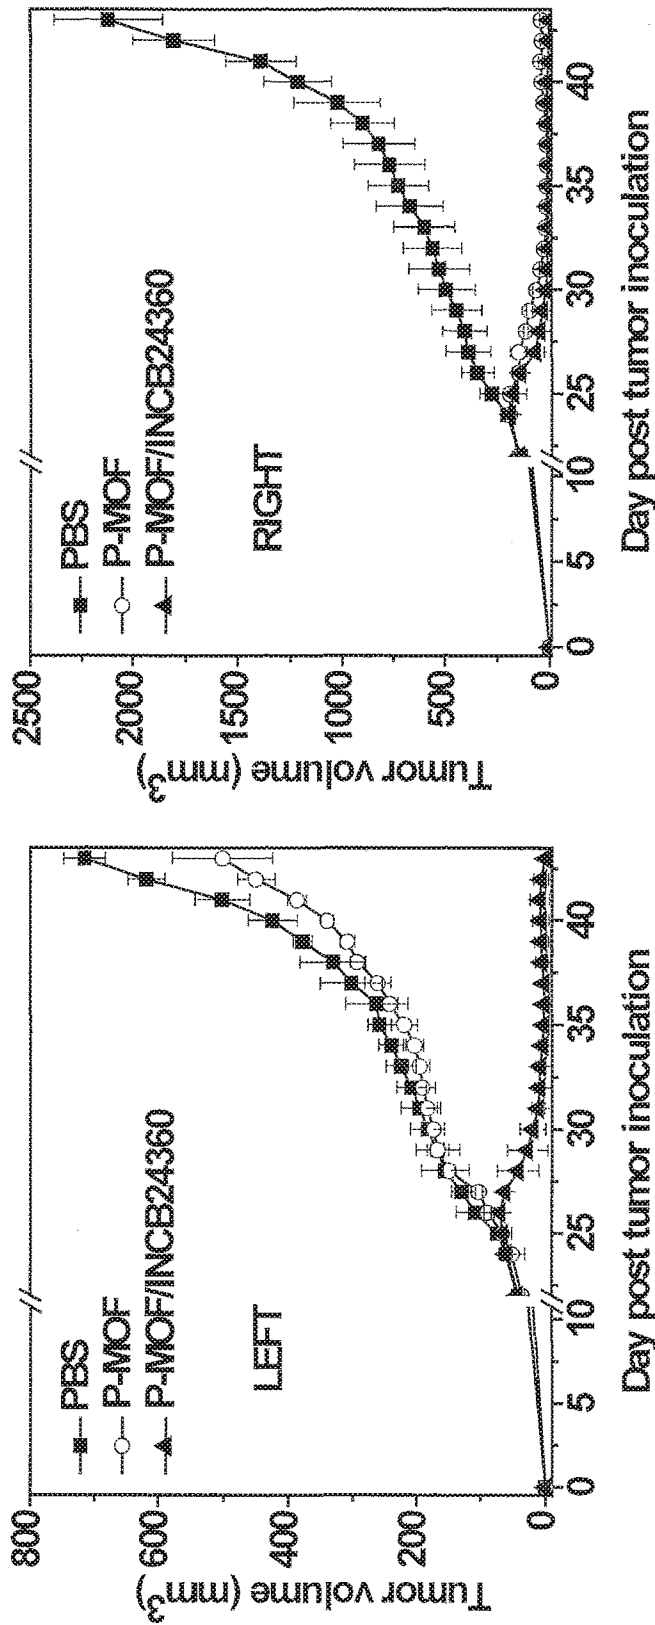 Tumor volume (mm3)
800
600
400
200
0
PBS
P-MOF
P-MOF/INCB24360
LEFT
0
5
10
25
30
35
40
Day post tumor inoculation
Tumor volume (mm3)
2500
2000
1500
1000
500
0
PBS
P-MOF
P-MOF/INCB24360
RIGHT
0
5
10
25
30
35
40
Day post tumor inoculation